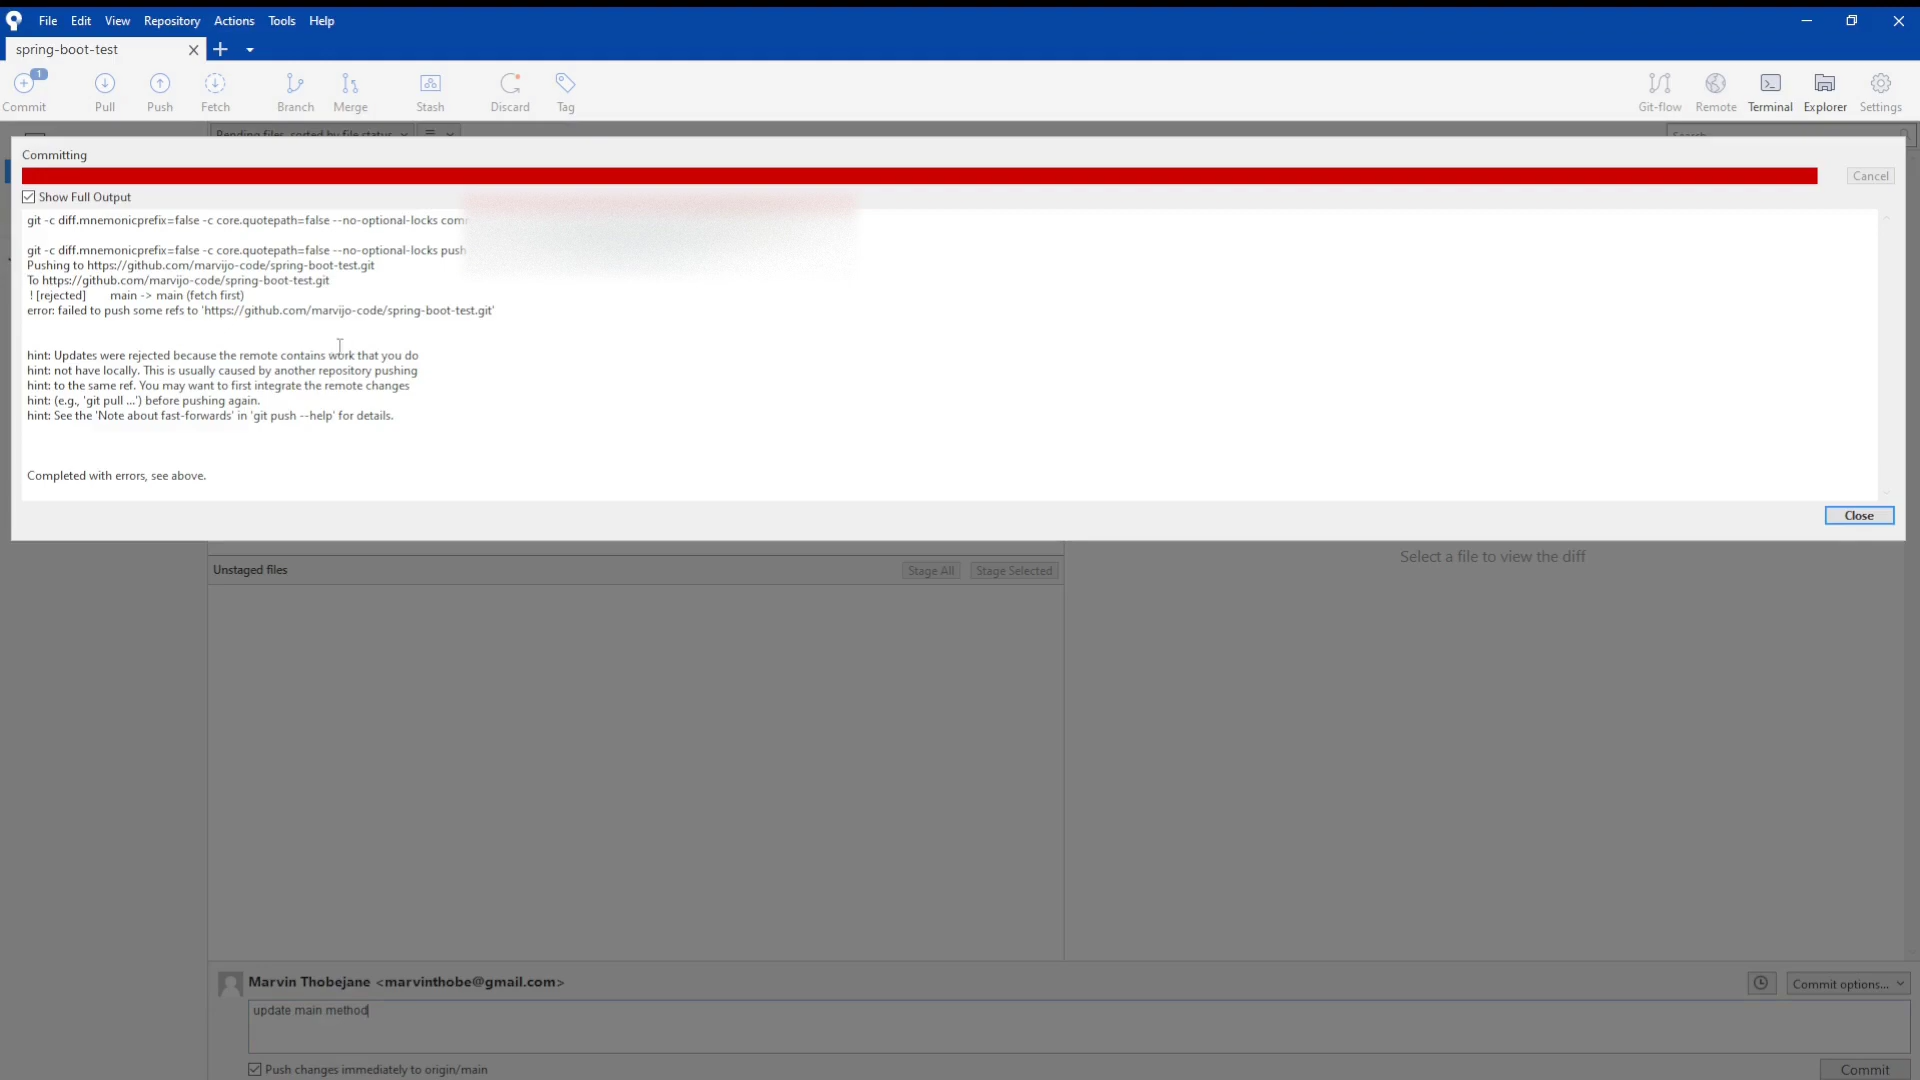 File Edit View Repository Actions Tools Help
spring-boot-test
1
Commit Pull Push Fetch Branch Merge Stash Discard Tag Git-flow Remote Terminal Explorer Settings
Pending files, sorted by file status
Search
Committing
Cancel
Show Full Output
git -c diff.mnemonicprefix=false -c core.quotepath=false --no-optional-locks
git -c diff.mnemonicprefix=false -c core.quotepath=false --no-optional-locks push
Pushing to https://github.com/marvijo-code/spring-boot-test.git
To https://github.com/marvijo-code/spring-boot-test.git
! [rejected] main -> main (fetch first)
error: failed to push some refs to 'https://github.com/marvijo-code/spring-boot-test.git'
hint: Updates were rejected because the remote contains work that you do
hint: not have locally. This is usually caused by another repository pushing
hint: to the same ref. You may want to first integrate the remote changes
hint: (e.g., 'git pull ...') before pushing again.
hint: See the 'Note about fast-forwards' in 'git push --help' for details.
Completed with errors, see above.
Close
Select a file to view the diff
Unstaged files
Stage All Stage Selected
Marvin Thobejane <marvinthobe@gmail.com>
Commit options...
update main method
Push changes immediately to origin/main
Commit